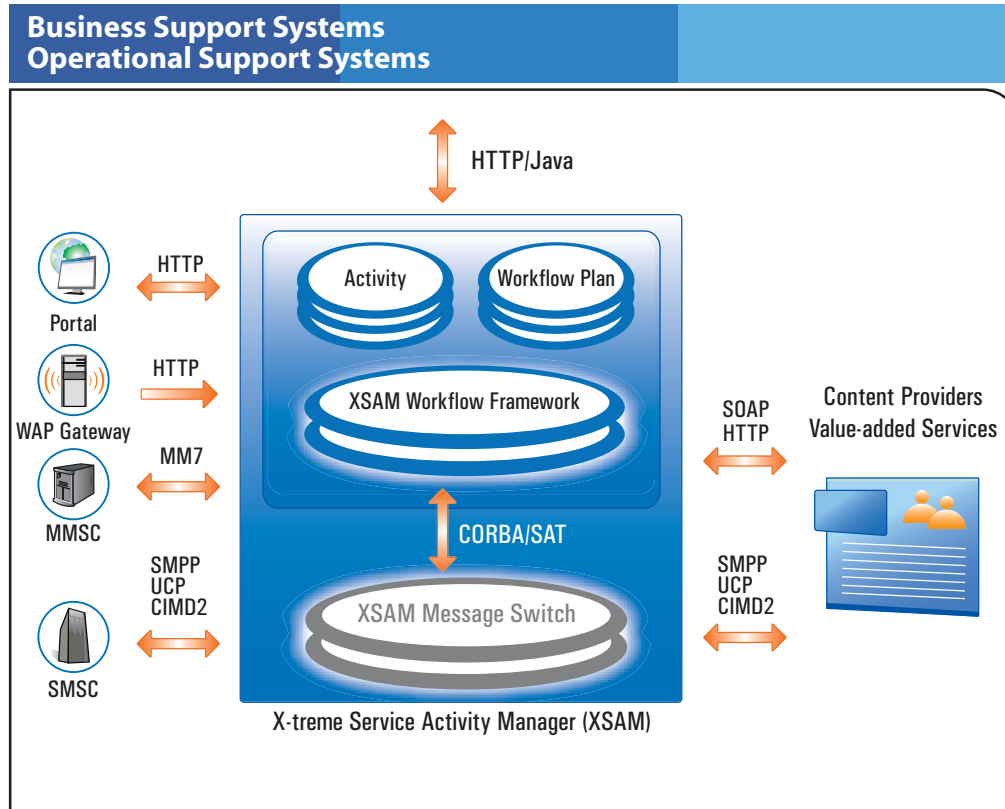 Business Support Systems
Operational Support Systems
HTTP/Java
HTTP
Portal
Activity
Workflow Plan
HTTP
WAP Gateway
XSAM Workflow Framework
SOAP
HTTP
Content Providers
Value-added Services
MM7
MMSC
CORBA/SAT
SMPP
UCP
CIMD2
SMSC
XSAM Message Switch
SMPP
UCP
CIMD2
X-treme Service Activity Manager (XSAM)